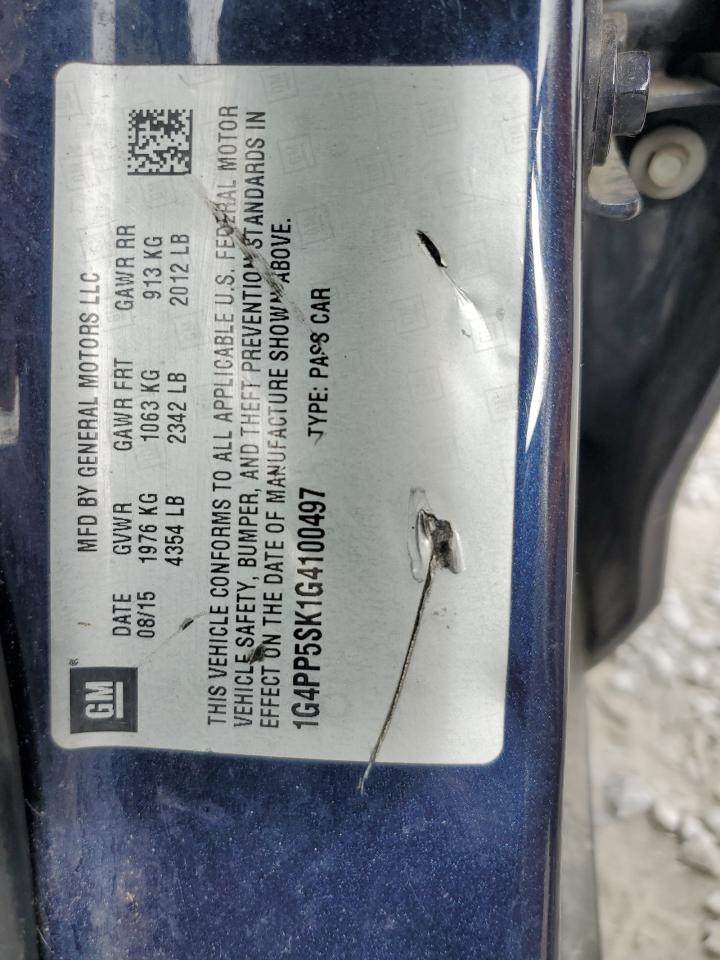 GM ®
MFD BY GENERAL MOTORS LLC
DATE GVWR GAWR FRT GAWR RR
08/15 1976 KG 1063 KG 913 KG
4354 LB 2342 LB 2012 LB
THIS VEHICLE CONFORMS TO ALL APPLICABLE U.S. FEDERAL MOTOR
VEHICLE SAFETY, BUMPER, AND THEFT PREVENTION STANDARDS IN
EFFECT ON THE DATE OF MANUFACTURE SHOWN ABOVE.
1G4PP5SK1G4100497 TYPE: PASS CAR